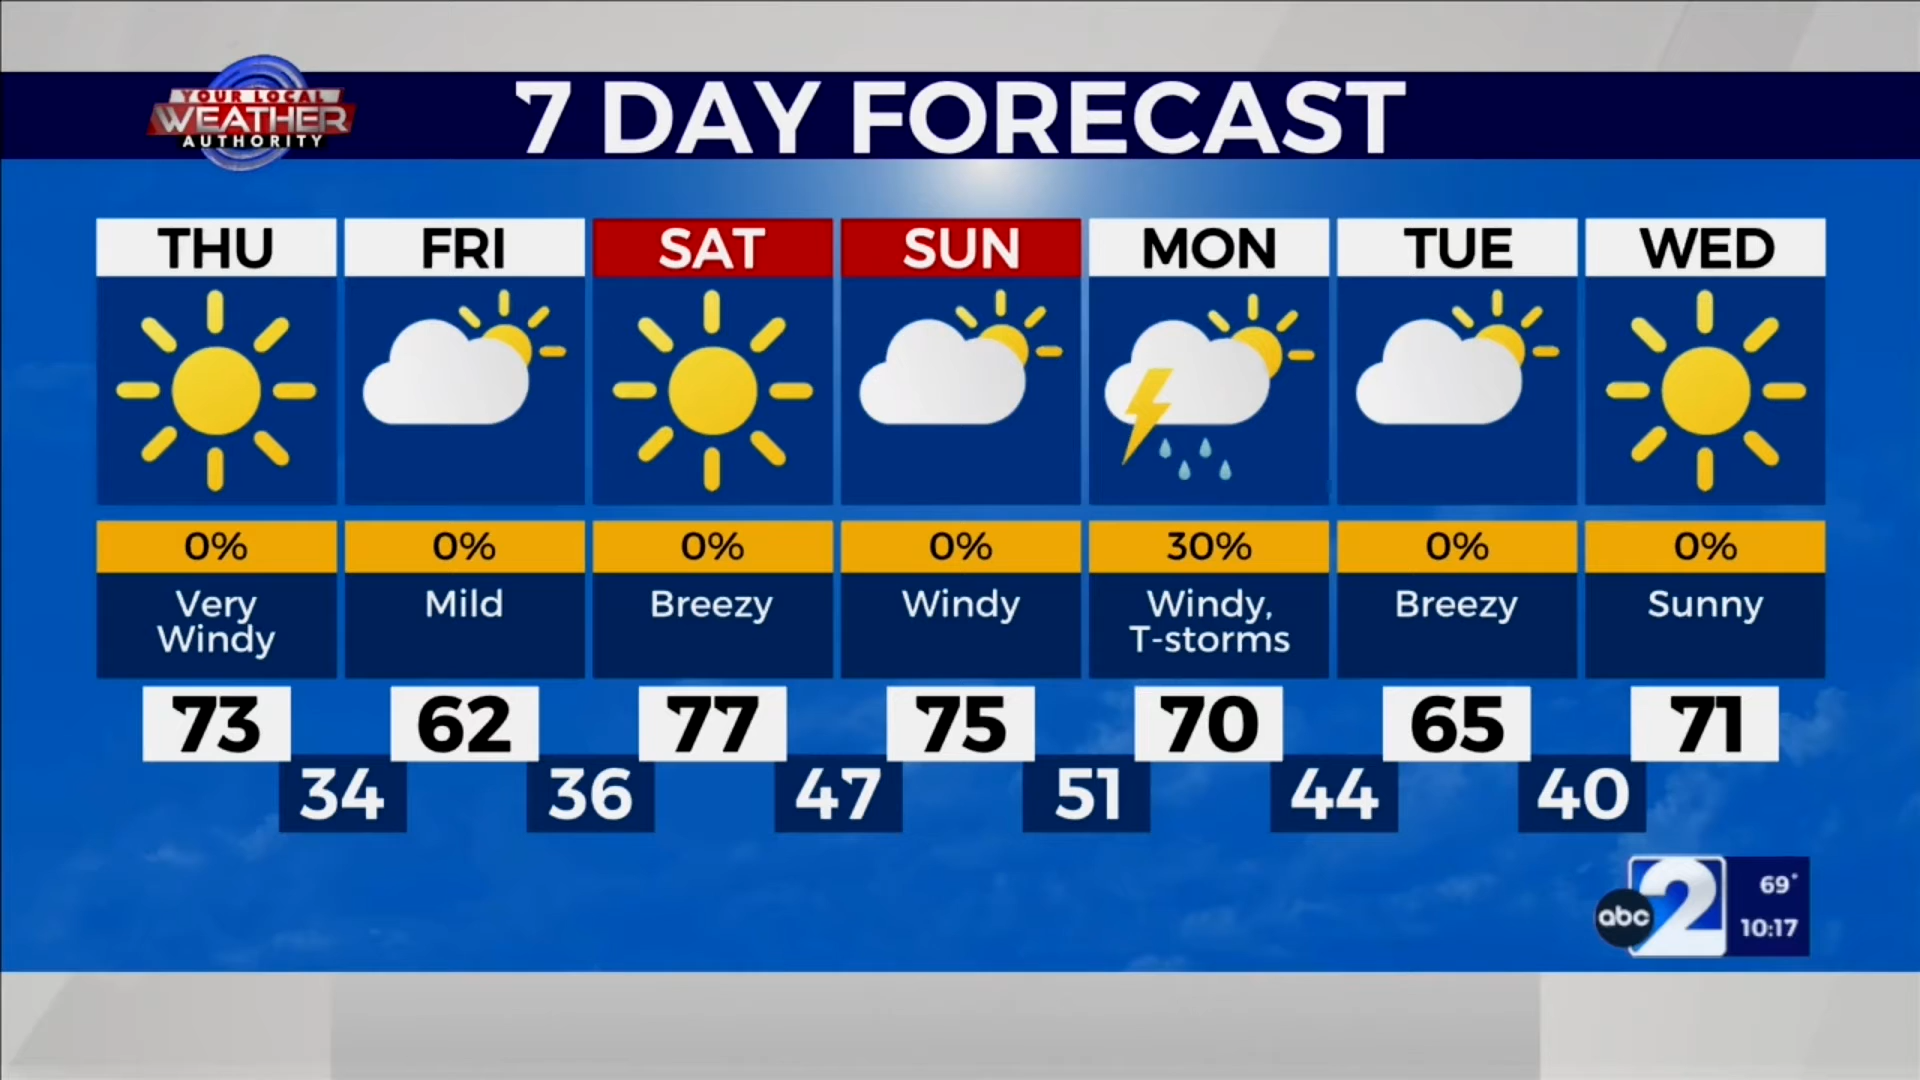 YOUR LOCAL
WEATHER
AUTHORITY
7 DAY FORECAST
THU FRI SAT SUN MON TUE WED
0% 0% 0% 0% 30% 0% 0%
Very Mild Breezy Windy Windy, Breezy Sunny
Windy T-storms
73 62 77 75 70 65 71
34 36 47 51 44 40
abc 2 69°
10:17